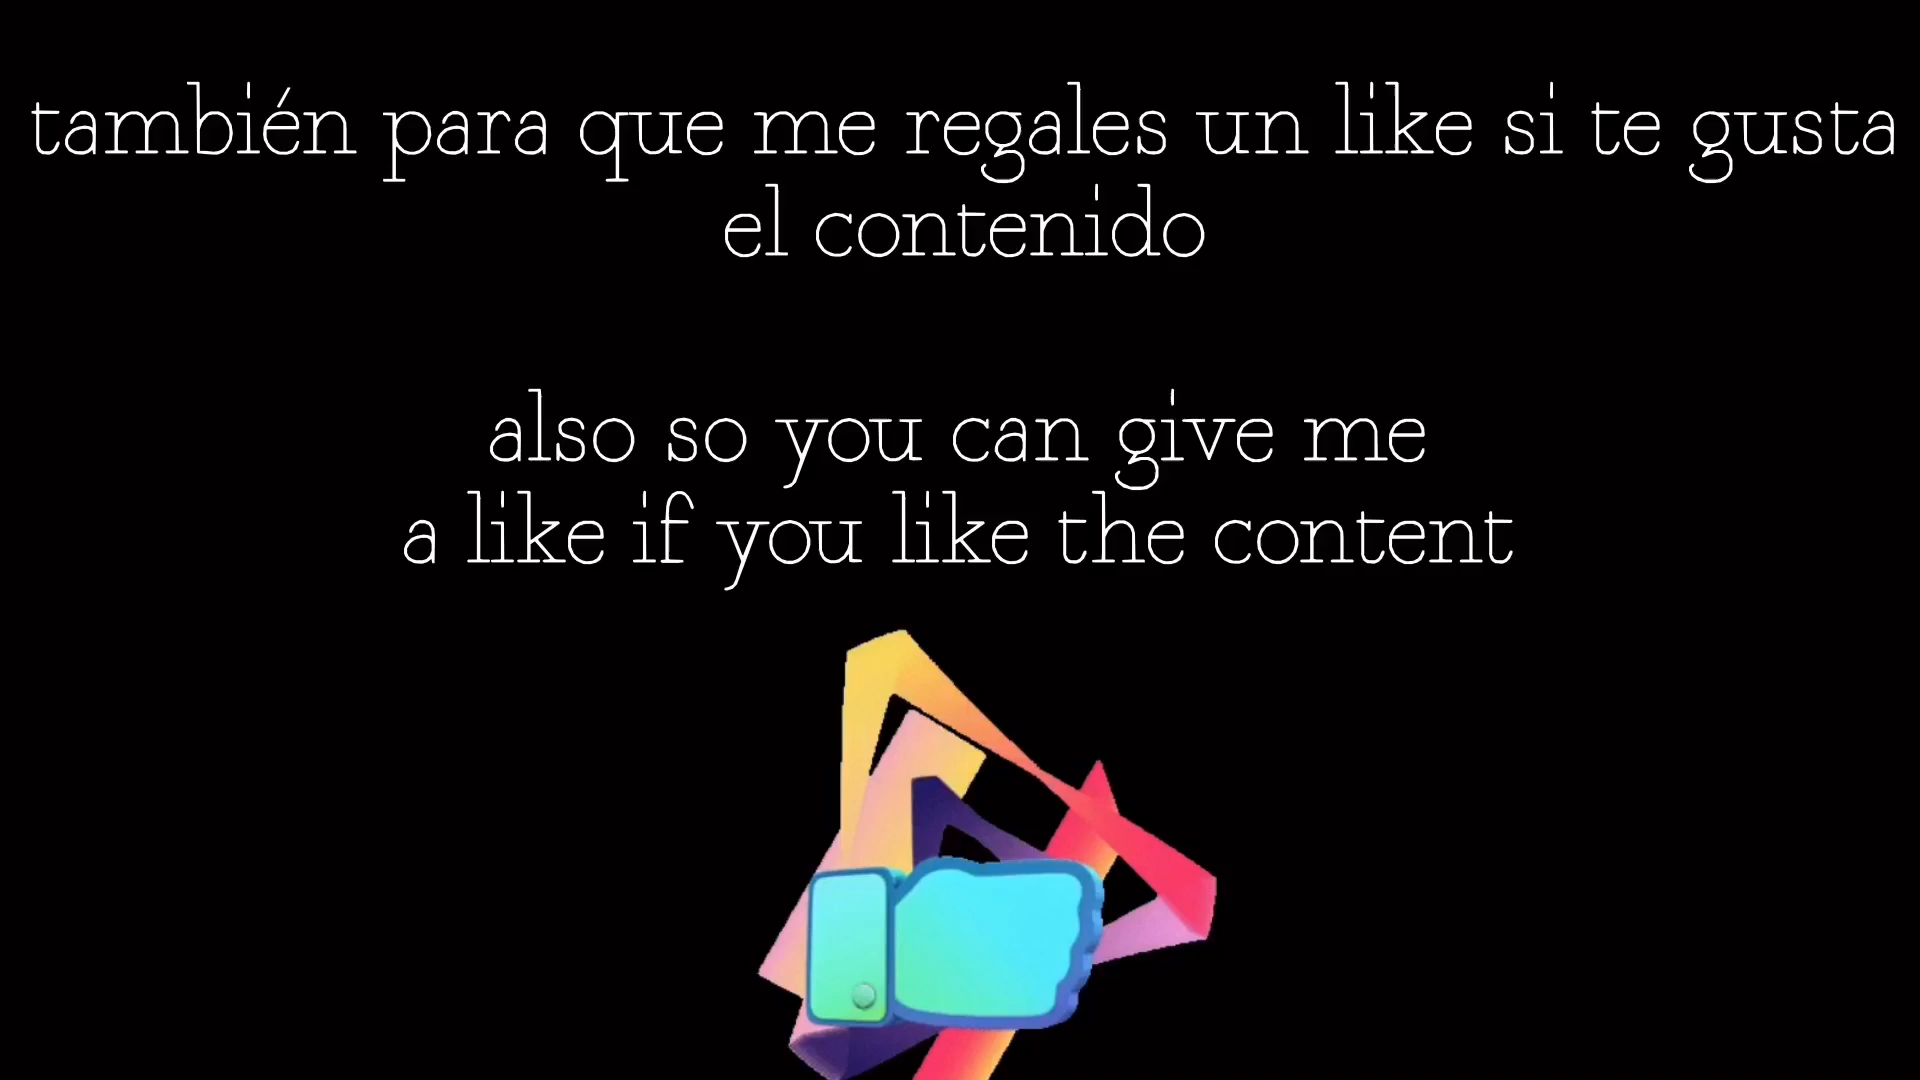 también para que me regales un like si te gusta
el contenido
also so you can give me
a like if you like the content